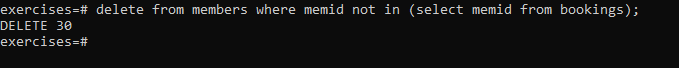 exercises=# delete from members where memid not in (select memid from bookings);
DELETE 30
exercises=#